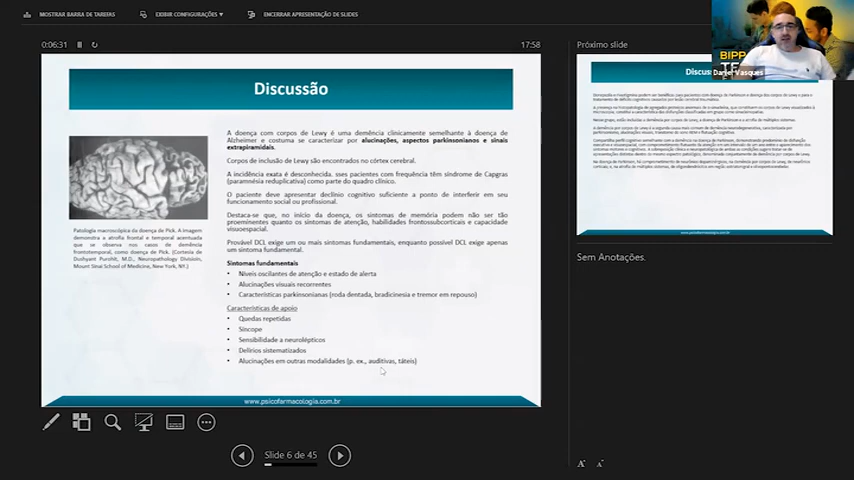 MOSTRAR BARRA DE TAREFAS
EXIBIR CONFIGURAÇÕES ▼
ENCERRAR APRESENTAÇÃO DE SLIDES
0:06:31
17:58
Discussão
A doença com corpos de Lewy é uma demência clinicamente semelhante à doença de
Alzheimer e costuma se caracterizar por alucinações, aspectos parkinsonianos e sinais
extrapiramidais.
Corpos de inclusão de Lewy são encontrados no córtex cerebral.
A incidência exata é desconhecida. sses pacientes com frequência têm síndrome de Capgras
(paramnésia reduplicativa) como parte do quadro clínico.
O paciente deve apresentar declínio cognitivo suficiente a ponto de interferir em seu
funcionamento social ou profissional.
Destaca-se que, no início da doença, os sintomas de memória podem não ser tão
proeminentes quanto os sintomas de atenção, habilidades frontossubcorticais e capacidade
visuoespacial.
Provável DCL exige um ou mais sintomas fundamentais, enquanto possível DCL exige apenas
um sintoma fundamental.
Sintomas fundamentais
• Níveis oscilantes de atenção e estado de alerta
• Alucinações visuais recorrentes
• Características parkinsonianas (roda dentada, bradicinesia e tremor em repouso)
Características de apoio
• Quedas repetidas
• Síncope
• Sensibilidade a neurolépticos
• Delírios sistematizados
• Alucinações em outras modalidades (p. ex., auditivas, táteis)
Patologia macroscópica da doença de Pick. A imagem
demonstra a atrofia frontal e temporal acentuada
que se observa nos casos de demência
frontotemporal, como doença de Pick. (Cortesia de
Dushyant Purohit, M.D., Neuropathology Division,
Mount Sinai School of Medicine, New York, NY.)
www.psicofarmacologia.com.br
Slide 6 de 45
Próximo slide
Discus
BIPP
TE
Daniel Vasques
www.psicofarmacologia.com.br
Sem Anotações.